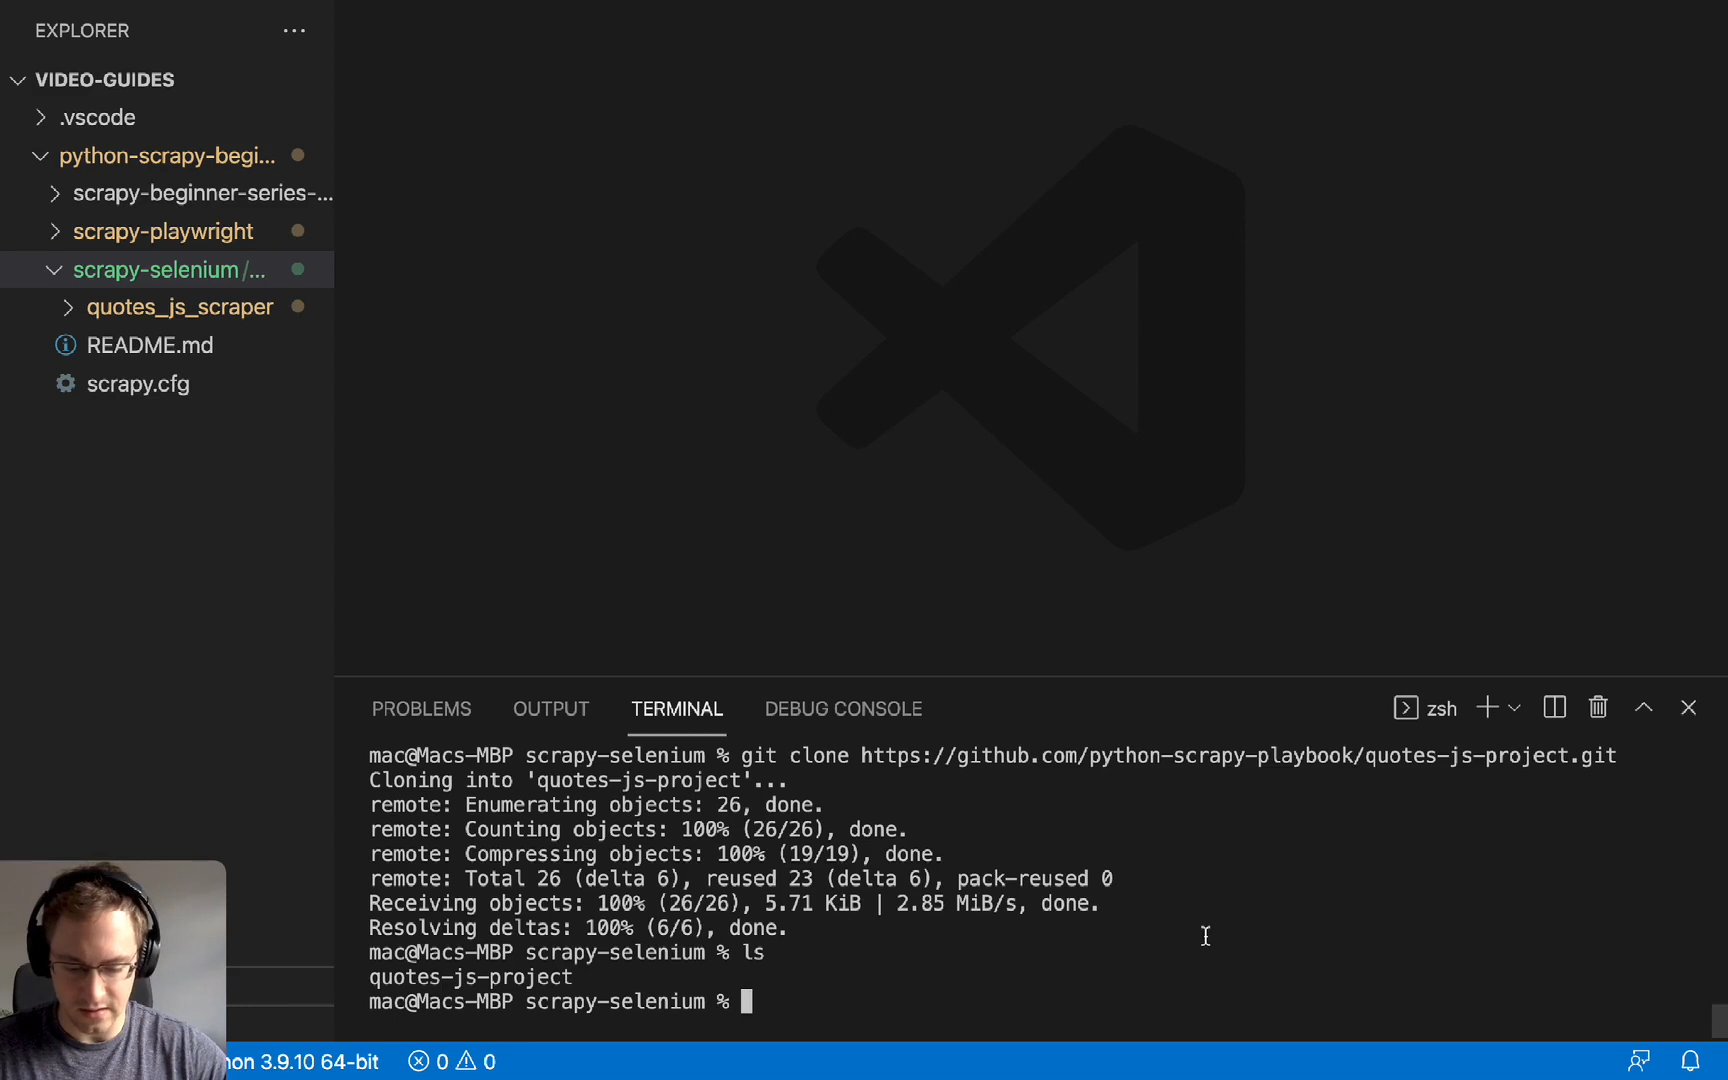 EXPLORER
VIDEO-GUIDES
.vscode
python-scrapy-begi...
scrapy-beginner-series-...
scrapy-playwright
scrapy-selenium/...
quotes_js_scraper
README.md
scrapy.cfg
PROBLEMS OUTPUT TERMINAL DEBUG CONSOLE zsh
mac@Macs-MBP scrapy-selenium % git clone https://github.com/python-scrapy-playbook/quotes-js-project.git
Cloning into 'quotes-js-project'...
remote: Enumerating objects: 26, done.
remote: Counting objects: 100% (26/26), done.
remote: Compressing objects: 100% (19/19), done.
remote: Total 26 (delta 6), reused 23 (delta 6), pack-reused 0
Receiving objects: 100% (26/26), 5.71 KiB | 2.85 MiB/s, done.
Resolving deltas: 100% (6/6), done.
mac@Macs-MBP scrapy-selenium % ls
quotes-js-project
mac@Macs-MBP scrapy-selenium %
hon 3.9.10 64-bit 0 0